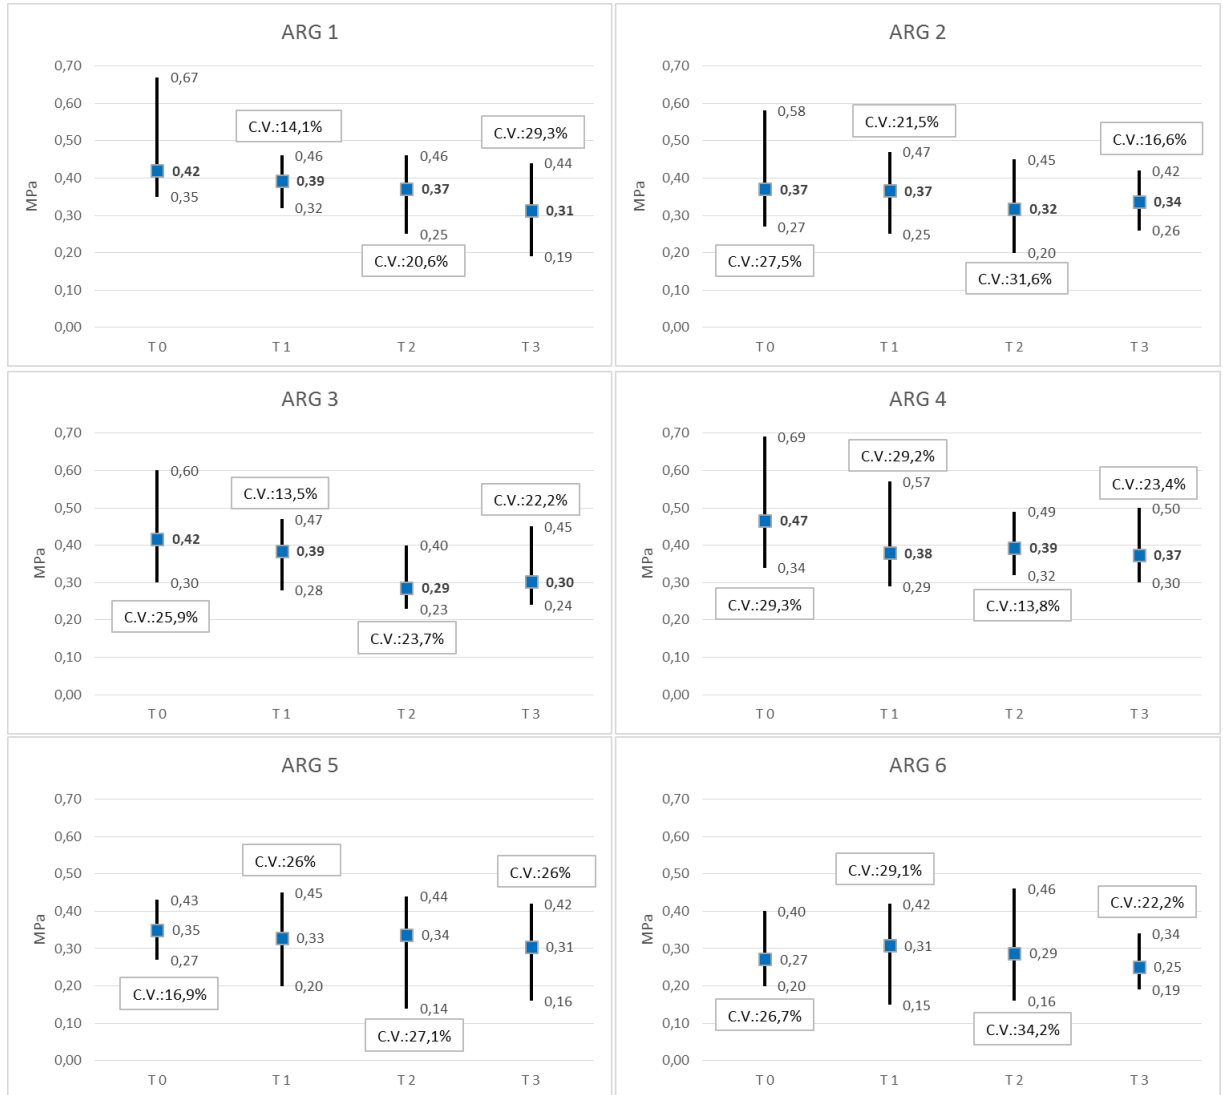 ARG 1
0,70
0,60
0,50
0,40
0,30
0,20
0,10
0,00
MPa
0,67
0,42
0,35
C.V.:14,1%
0,46
0,39
0,32
0,46
0,37
0,25
C.V.:20,6%
C.V.:29,3%
0,44
0,31
0,19
T 0
T 1
T 2
T 3
ARG 2
0,70
0,60
0,50
0,40
0,30
0,20
0,10
0,00
MPa
0,58
0,37
0,27
C.V.:27,5%
C.V.:21,5%
0,47
0,37
0,25
0,45
0,32
0,20
C.V.:31,6%
C.V.:16,6%
0,42
0,34
0,26
T 0
T 1
T 2
T 3
ARG 3
0,70
0,60
0,50
0,40
0,30
0,20
0,10
0,00
MPa
0,60
0,42
0,30
C.V.:25,9%
C.V.:13,5%
0,47
0,39
0,28
0,40
0,29
0,23
C.V.:23,7%
C.V.:22,2%
0,45
0,30
0,24
T 0
T 1
T 2
T 3
ARG 4
0,70
0,60
0,50
0,40
0,30
0,20
0,10
0,00
MPa
0,69
0,47
0,34
C.V.:29,3%
C.V.:29,2%
0,57
0,38
0,29
0,49
0,39
0,32
C.V.:13,8%
C.V.:23,4%
0,50
0,37
0,30
T 0
T 1
T 2
T 3
ARG 5
0,70
0,60
0,50
0,40
0,30
0,20
0,10
0,00
MPa
0,43
0,35
0,27
C.V.:16,9%
C.V.:26%
0,45
0,33
0,20
0,44
0,34
0,14
C.V.:27,1%
C.V.:26%
0,42
0,31
0,16
T 0
T 1
T 2
T 3
ARG 6
0,70
0,60
0,50
0,40
0,30
0,20
0,10
0,00
MPa
0,40
0,27
0,20
C.V.:26,7%
C.V.:29,1%
0,42
0,31
0,15
0,46
0,29
0,16
C.V.:34,2%
C.V.:22,2%
0,34
0,25
0,19
T 0
T 1
T 2
T 3